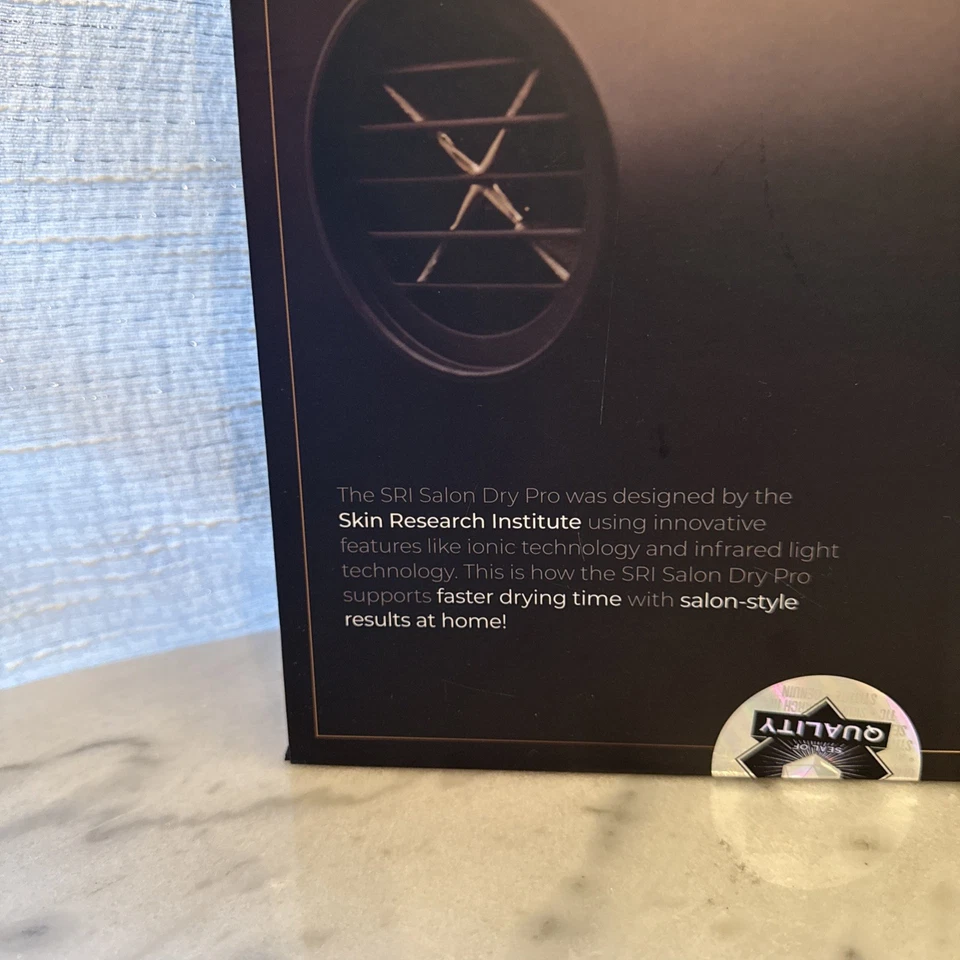 The SRI Salon Dry Pro was designed by the
Skin Research Institute using innovative
features like ionic technology and infrared light
technology. This is how the SRI Salon Dry Pro
supports faster drying time with salon-style
results at home!
SEAL OF
QUALITY